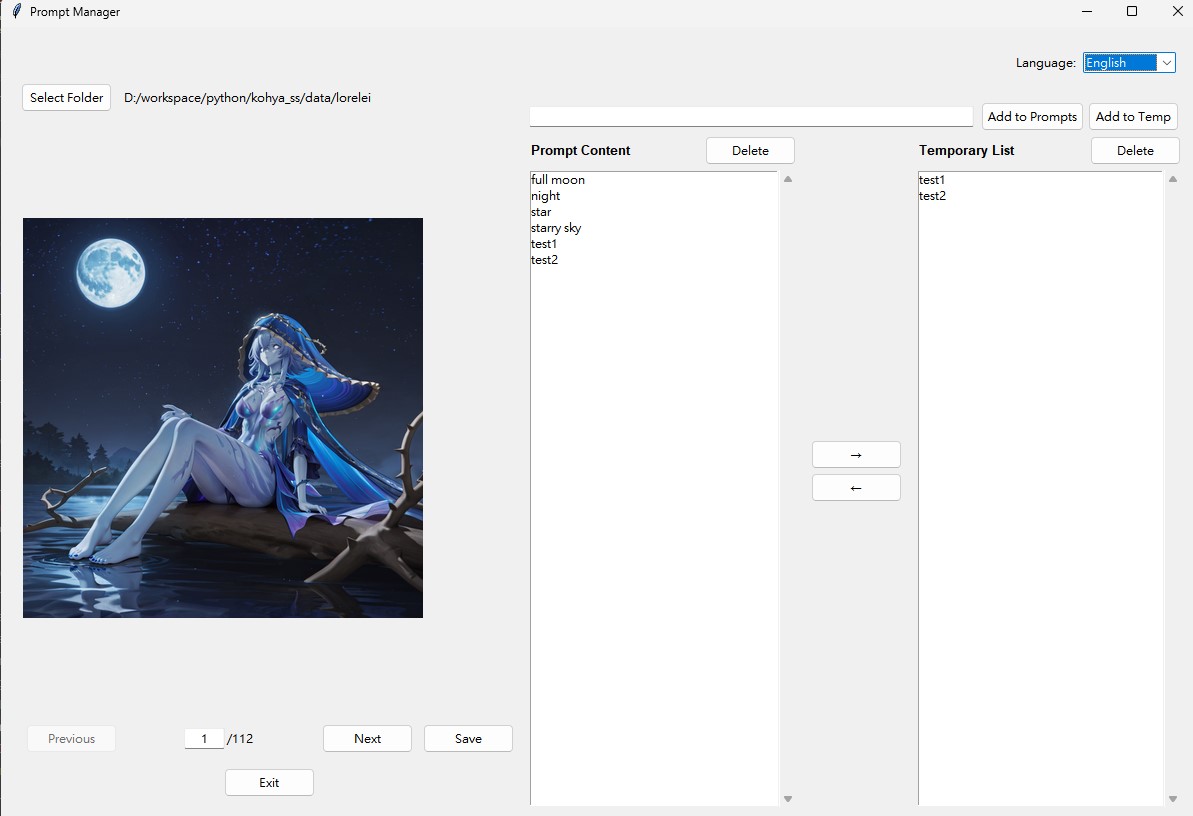 Prompt Manager
Language: English
Select Folder D:/workspace/python/kohya_ss/data/lorelei
Add to Prompts Add to Temp
Prompt Content Delete Temporary List Delete
full moon
night
star
starry sky
test1
test2
→
←
test1
test2
Previous 1 /112 Next Save
Exit